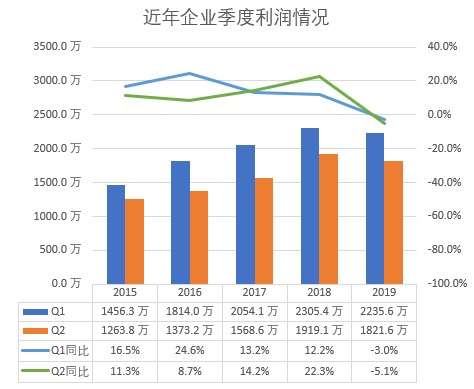 近年企业季度利润情况
3500.0 万 40.0%
3000.0 万 20.0%
2500.0 万 0.0%
2000.0 万 -20.0%
1500.0 万 -40.0%
1000.0 万 -60.0%
500.0 万 -80.0%
0.0 万 -100.0%
2015 2016 2017 2018 2019
Q1 1456.3 万 1814.0 万 2054.1 万 2305.4 万 2235.6 万
Q2 1263.8 万 1373.2 万 1568.6 万 1919.1 万 1821.6 万
Q1同比 16.5% 24.6% 13.2% 12.2% -3.0%
Q2同比 11.3% 8.7% 14.2% 22.3% -5.1%